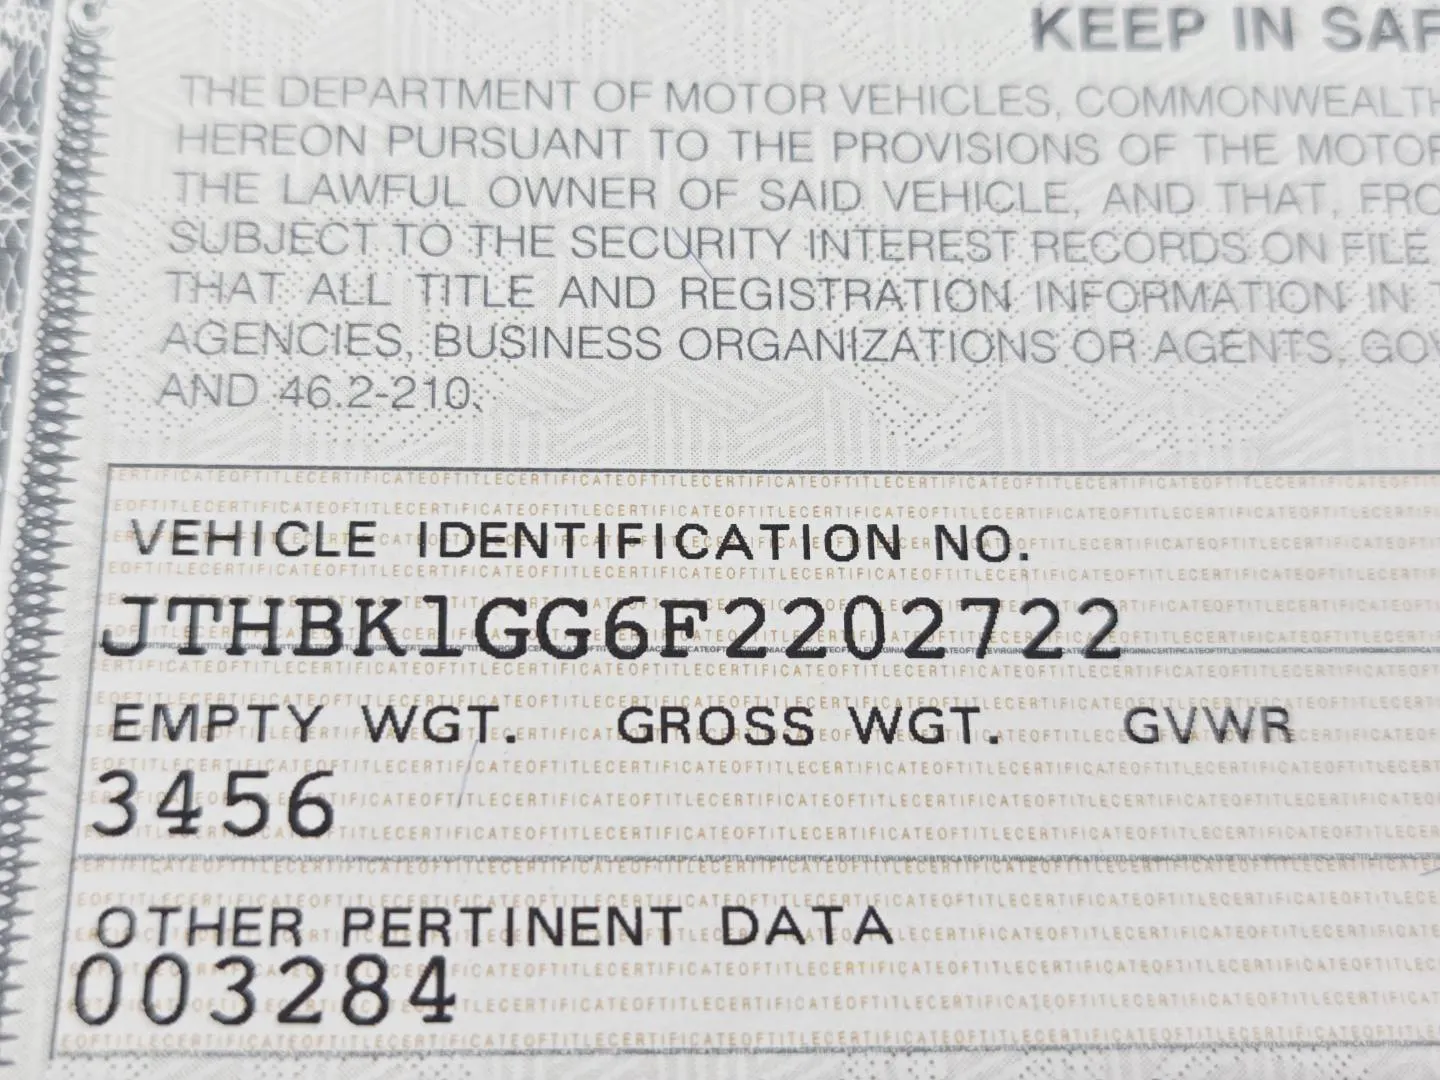 KEEP IN SAF
THE DEPARTMENT OF MOTOR VEHICLES, COMMONWEALTH
HEREON PURSUANT TO THE PROVISIONS OF THE MOTOR
THE LAWFUL OWNER OF SAID VEHICLE, AND THAT, FRO
SUBJECT TO THE SECURITY INTEREST RECORDS ON FILE
THAT ALL TITLE AND REGISTRATION INFORMATION IN T
AGENCIES, BUSINESS ORGANIZATIONS OR AGENTS, GOV
AND 46.2-210.
VEHICLE IDENTIFICATION NO.
JTHBK1GG6F2202722
EMPTY WGT. GROSS WGT. GVWR
3456
OTHER PERTINENT DATA
003284